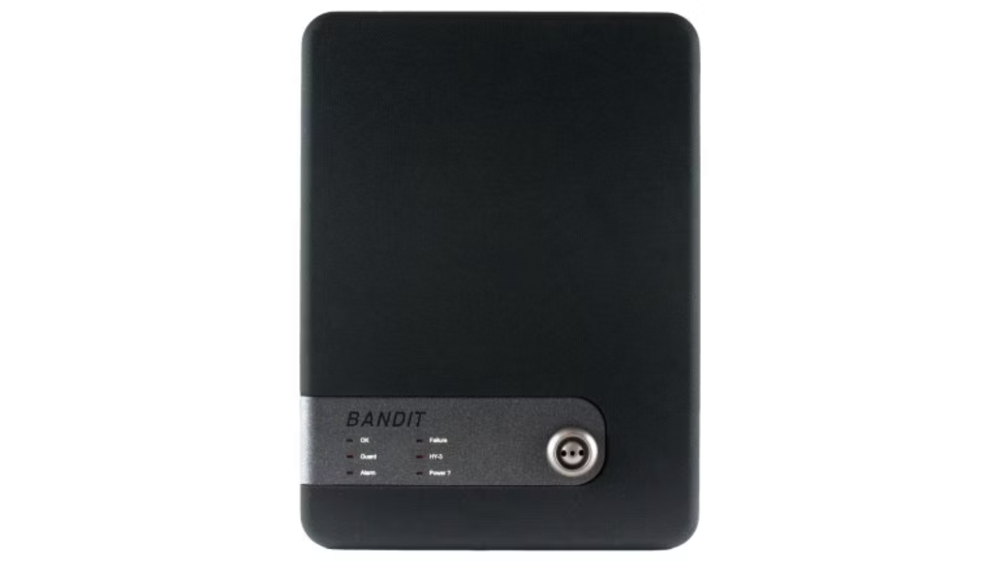 BANDIT
OK Failure
Guard HY-3
Alarm Power ?